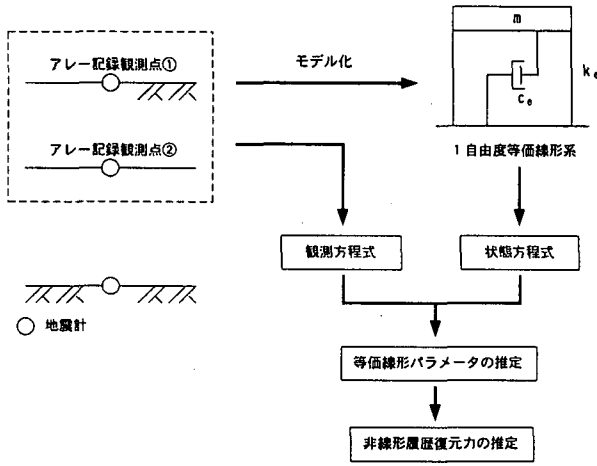 アレー記録観測点①
アレー記録観測点②
地震計
モデル化
m
kₑ
cₑ
1自由度等価線形系
観測方程式
状態方程式
等価線形パラメータの推定
非線形履歴復元力の推定